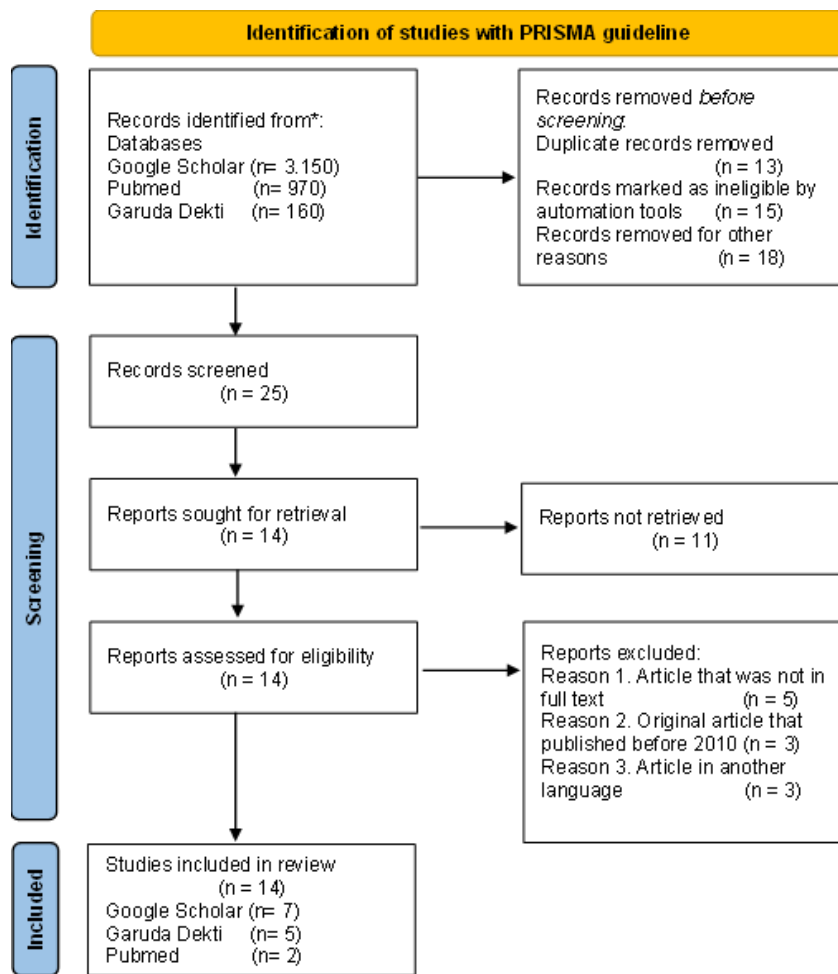 Identification of studies with PRISMA guideline
Identification
Records identified from*:
Databases
Google Scholar (n= 3.150)
Pubmed (n= 970)
Garuda Dekti (n= 160)
Records removed before
screening:
Duplicate records removed
(n = 13)
Records marked as ineligible by
automation tools (n = 15)
Records removed for other
reasons (n = 18)
Screening
Records screened
(n = 25)
Reports sought for retrieval
(n = 14)
Reports not retrieved
(n = 11)
Reports assessed for eligibility
(n = 14)
Reports excluded:
Reason 1. Article that was not in
full text (n = 5)
Reason 2. Original article that
published before 2010 (n = 3)
Reason 3. Article in another
language (n = 3)
Included
Studies included in review
(n = 14)
Google Scholar (n= 7)
Garuda Dekti (n= 5)
Pubmed (n= 2)